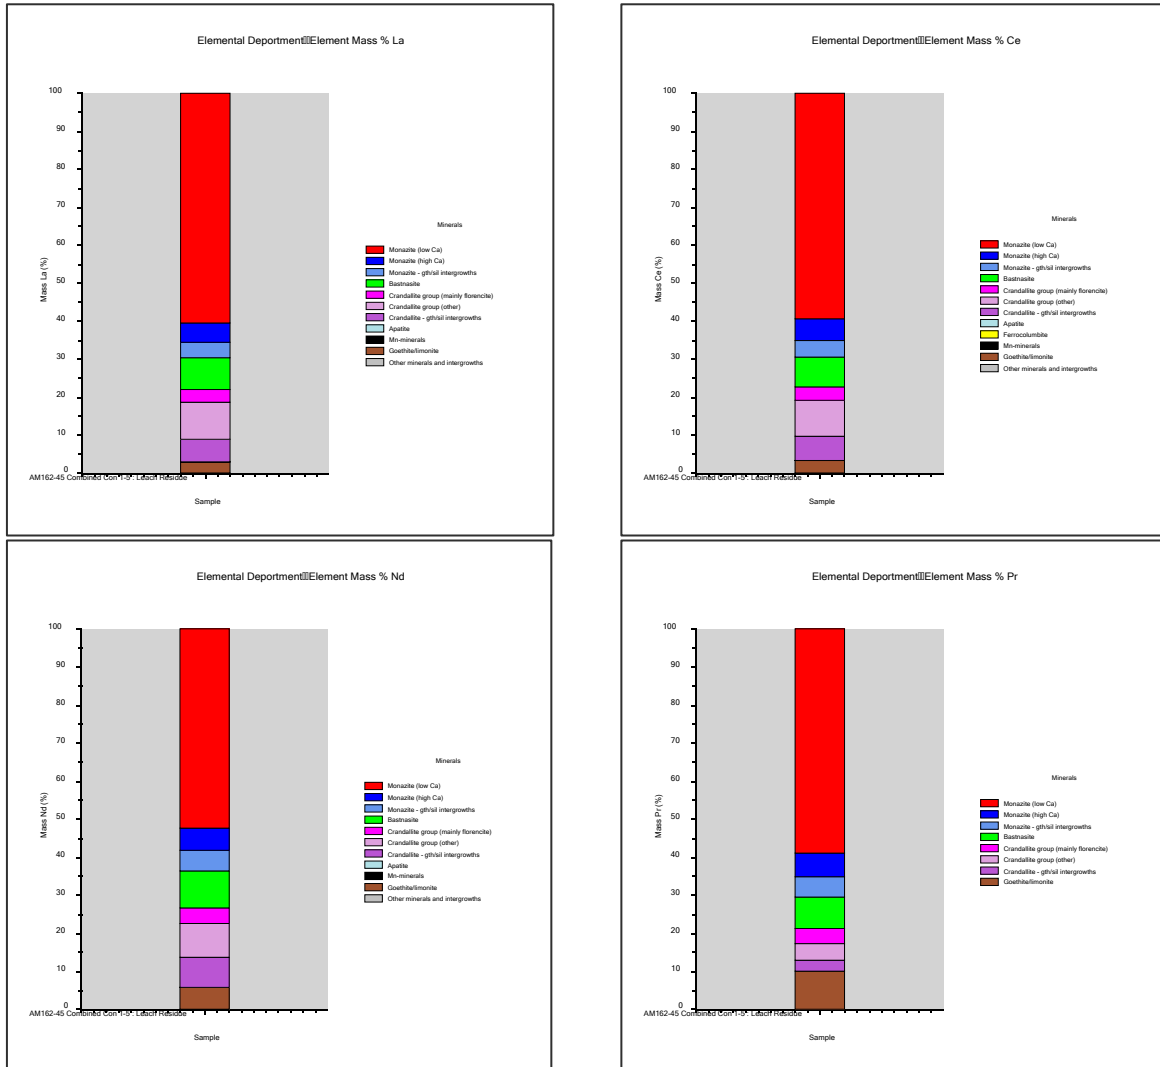 Elemental Department Element Mass % La
100
90
80
70
60
50
40
30
20
10
0
Mass La (%)
AM162-45 Combined Con 1-5 : Leach Residue
Sample
Minerals
Monazite (low Ca)
Monazite (high Ca)
Monazite - gth/sil intergrowths
Bastnasite
Crandallite group (mainly florencite)
Crandallite group (other)
Crandallite - gth/sil intergrowths
Apatite
Mn-minerals
Goethite/limonite
Other minerals and intergrowths
Elemental Department Element Mass % Ce
100
90
80
70
60
50
40
30
20
10
0
Mass Ce (%)
AM162-45 Combined Con 1-5 : Leach Residue
Sample
Minerals
Monazite (low Ca)
Monazite (high Ca)
Monazite - gth/sil intergrowths
Bastnasite
Crandallite group (mainly florencite)
Crandallite group (other)
Crandallite - gth/sil intergrowths
Apatite
Ferrocolumbite
Mn-minerals
Goethite/limonite
Other minerals and intergrowths
Elemental Department Element Mass % Nd
100
90
80
70
60
50
40
30
20
10
0
Mass Nd (%)
AM162-45 Combined Con 1-5 : Leach Residue
Sample
Minerals
Monazite (low Ca)
Monazite (high Ca)
Monazite - gth/sil intergrowths
Bastnasite
Crandallite group (mainly florencite)
Crandallite group (other)
Crandallite - gth/sil intergrowths
Apatite
Mn-minerals
Goethite/limonite
Other minerals and intergrowths
Elemental Department Element Mass % Pr
100
90
80
70
60
50
40
30
20
10
0
Mass Pr (%)
AM162-45 Combined Con 1-5 : Leach Residue
Sample
Minerals
Monazite (low Ca)
Monazite (high Ca)
Monazite - gth/sil intergrowths
Bastnasite
Crandallite group (mainly florencite)
Crandallite group (other)
Crandallite - gth/sil intergrowths
Goethite/limonite